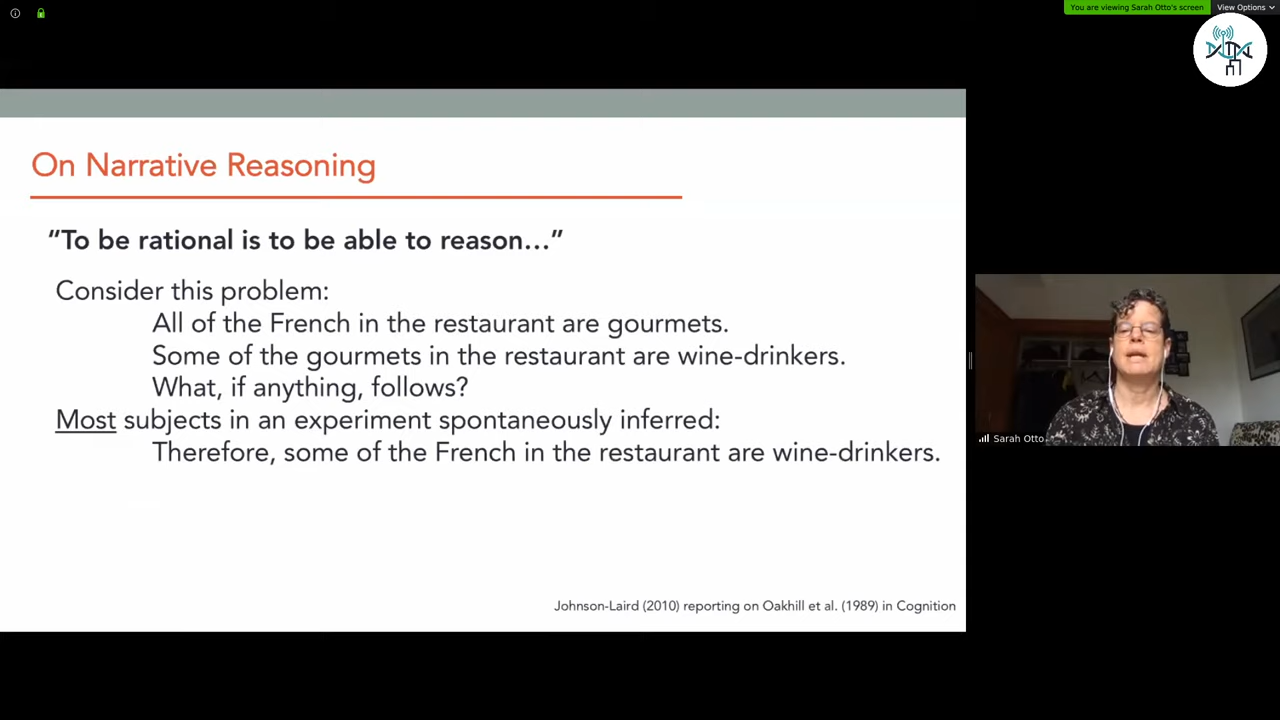 You are viewing Sarah Otto's screen
View Options
On Narrative Reasoning
“To be rational is to be able to reason…”
Consider this problem:
All of the French in the restaurant are gourmets.
Some of the gourmets in the restaurant are wine-drinkers.
What, if anything, follows?
Most subjects in an experiment spontaneously inferred:
Therefore, some of the French in the restaurant are wine-drinkers.
Sarah Otto
Johnson-Laird (2010) reporting on Oakhill et al. (1989) in Cognition